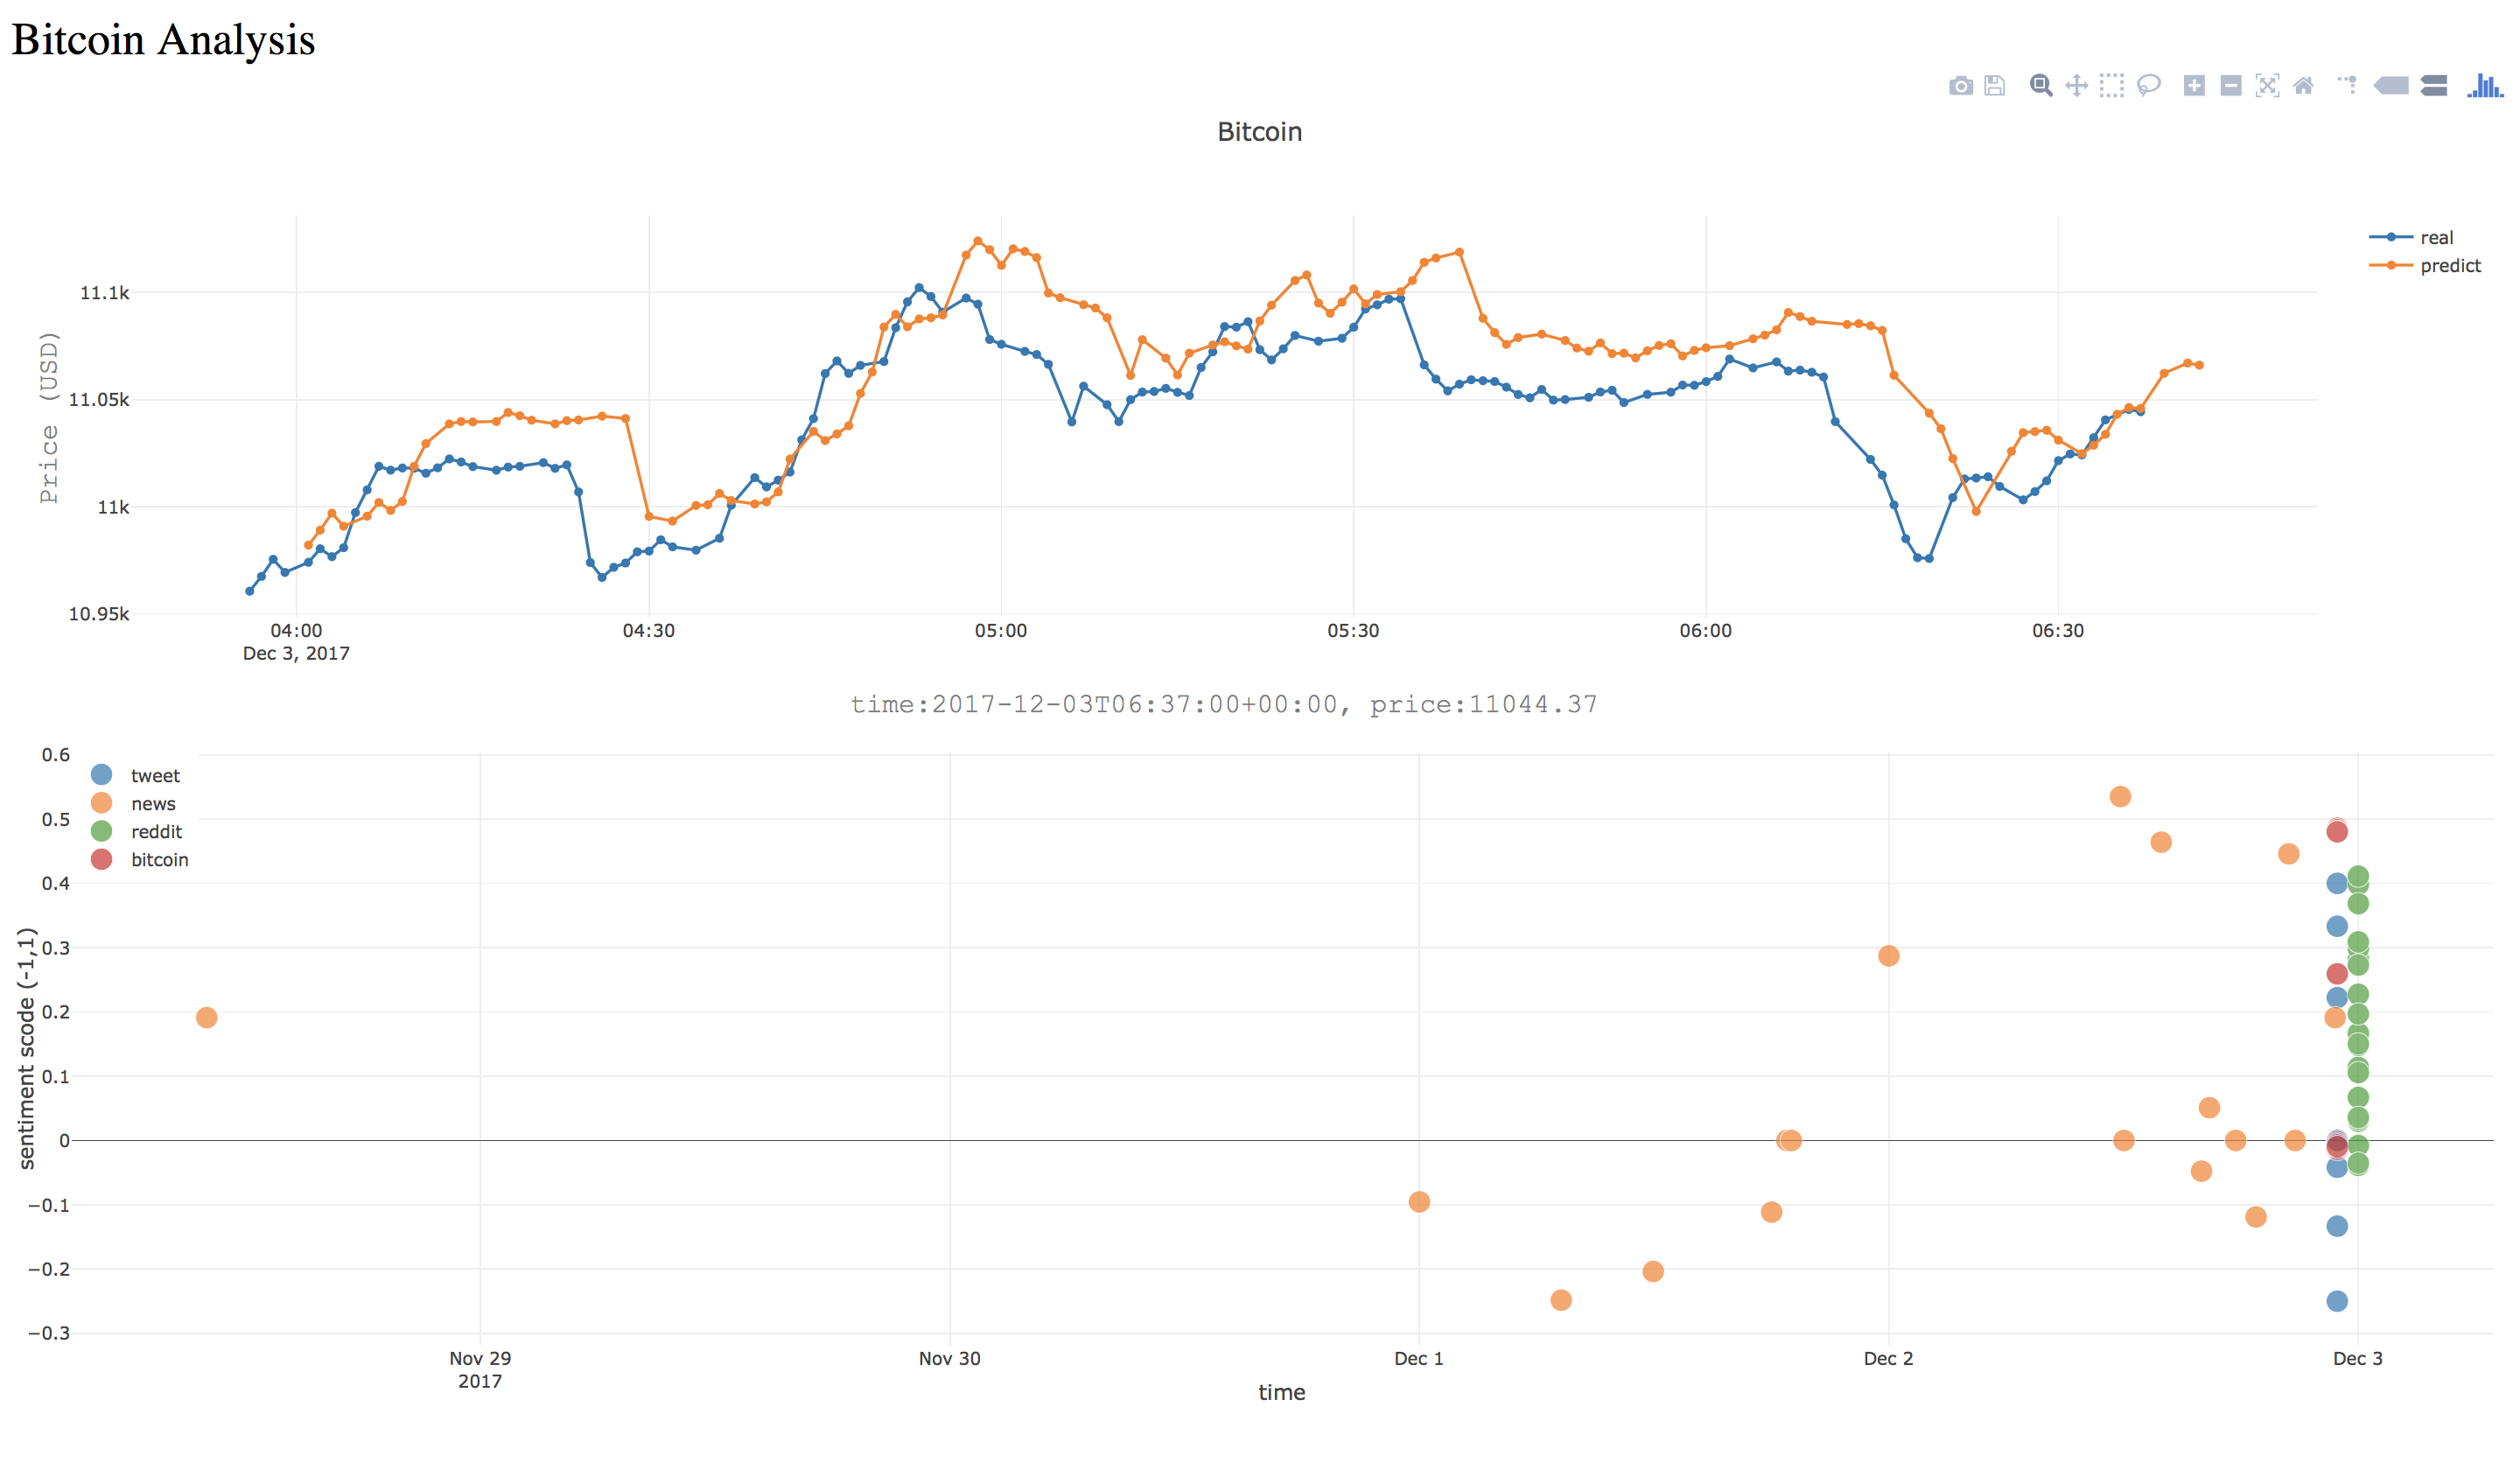 Bitcoin Analysis
Bitcoin
real
predict
Price (USD)
11.1k
11.05k
11k
10.95k
04:00
Dec 3, 2017
04:30
05:00
05:30
06:00
06:30
time:2017-12-03T06:37:00+00:00, price:11044.37
tweet
news
reddit
bitcoin
sentiment scode (-1,1)
0.6
0.5
0.4
0.3
0.2
0.1
0
−0.1
−0.2
−0.3
Nov 29
2017
Nov 30
Dec 1
Dec 2
Dec 3
time